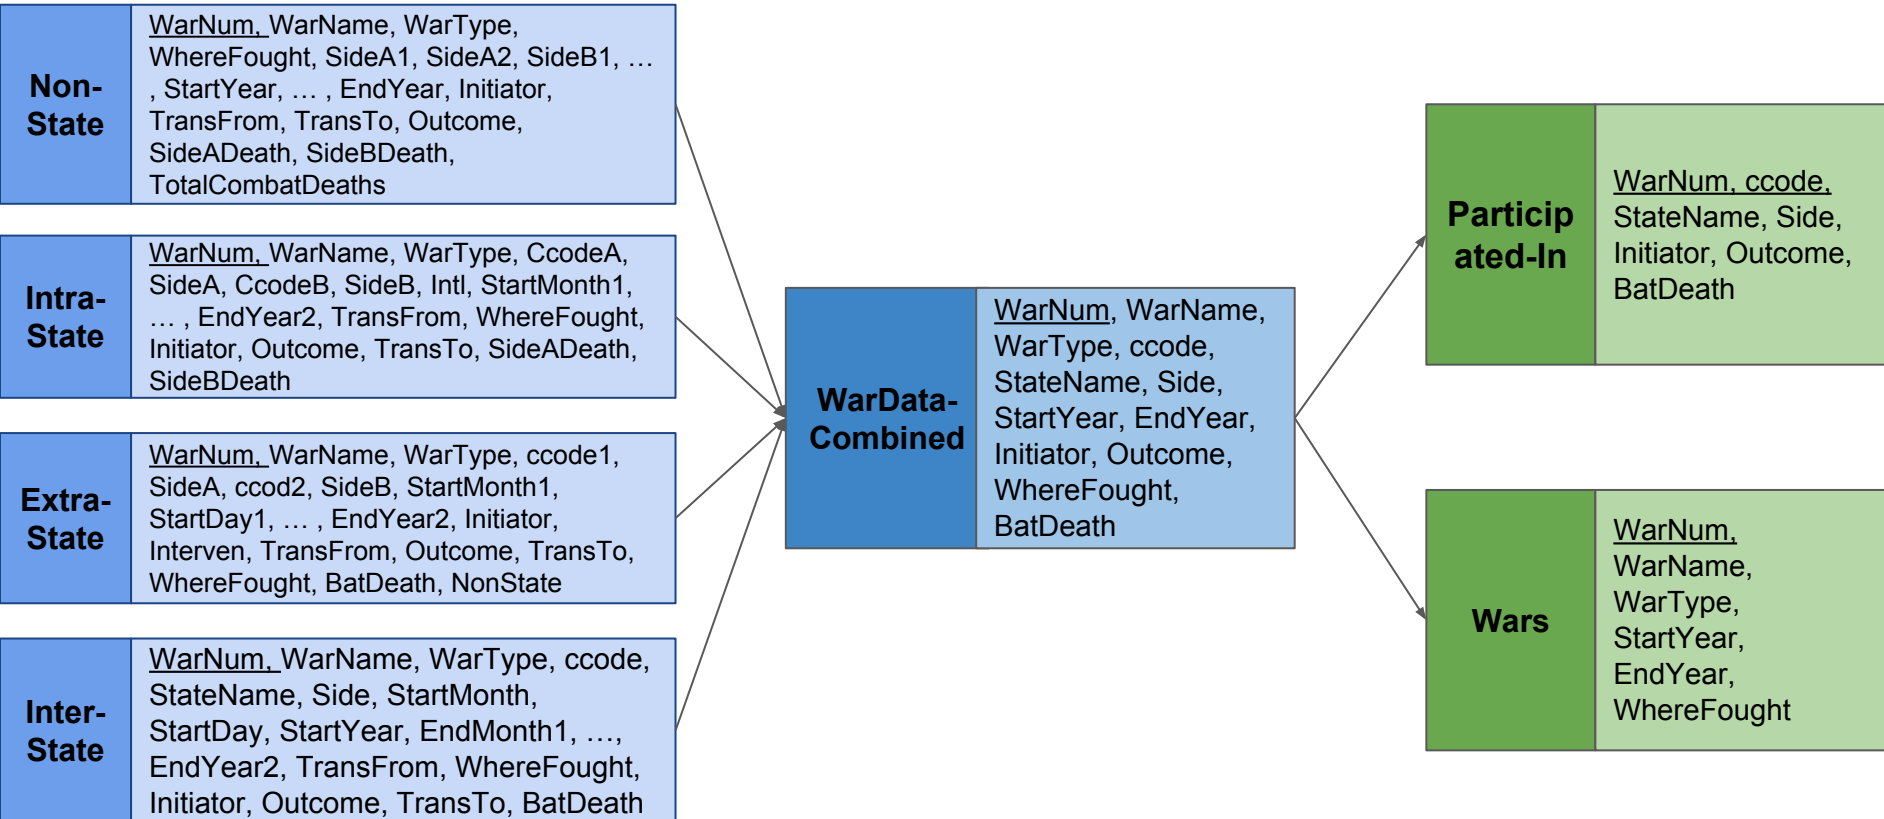 Non-
State
WarNum, WarName, WarType,
WhereFought, SideA1, SideA2, SideB1, …
, StartYear, … , EndYear, Initiator,
TransFrom, TransTo, Outcome,
SideADeath, SideBDeath,
TotalCombatDeaths
Intra-
State
WarNum, WarName, WarType, CcodeA,
SideA, CcodeB, SideB, Intl, StartMonth1,
… , EndYear2, TransFrom, WhereFought,
Initiator, Outcome, TransTo, SideADeath,
SideBDeath
Extra-
State
WarNum, WarName, WarType, ccode1,
SideA, ccod2, SideB, StartMonth1,
StartDay1, … , EndYear2, Initiator,
Interven, TransFrom, Outcome, TransTo,
WhereFought, BatDeath, NonState
Inter-
State
WarNum, WarName, WarType, ccode,
StateName, Side, StartMonth,
StartDay, StartYear, EndMonth1, …,
EndYear2, TransFrom, WhereFought,
Initiator, Outcome, TransTo, BatDeath
WarData-
Combined
WarNum, WarName,
WarType, ccode,
StateName, Side,
StartYear, EndYear,
Initiator, Outcome,
WhereFought,
BatDeath
Particip
ated-In
WarNum, ccode,
StateName, Side,
Initiator, Outcome,
BatDeath
Wars
WarNum,
WarName,
WarType,
StartYear,
EndYear,
WhereFought